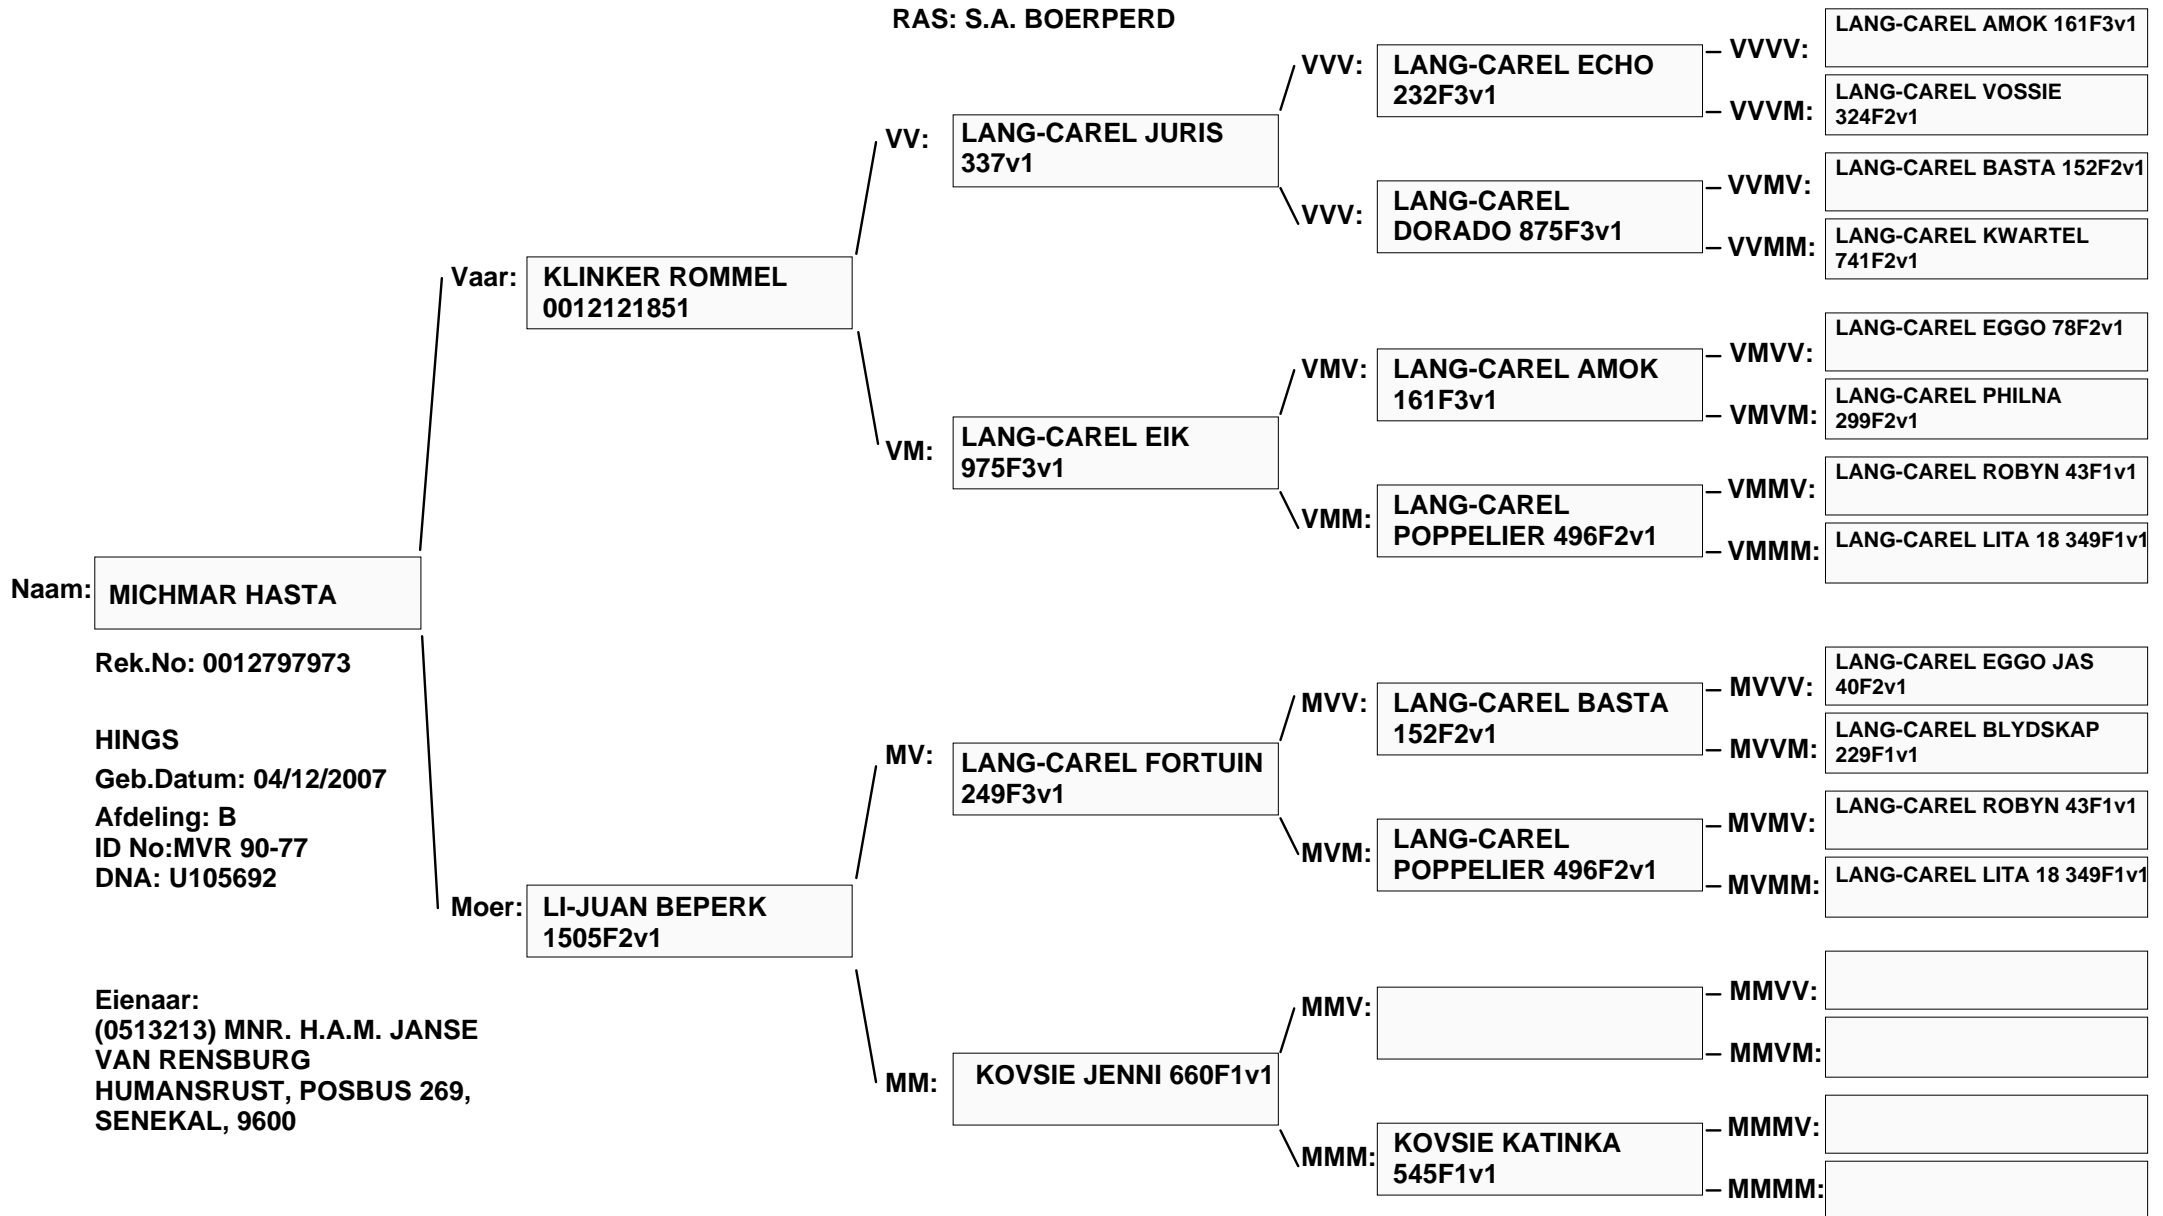 RAS: S.A. BOERPERD
Naam:
MICHMAR HASTA
Rek.No: 0012797973
HINGS
Geb.Datum: 04/12/2007
Afdeling: B
ID No:MVR 90-77
DNA: U105692
Eienaar:
(0513213) MNR. H.A.M. JANSE
VAN RENSBURG
HUMANSRUST, POSBUS 269,
SENEKAL, 9600
Vaar:
KLINKER ROMMEL
0012121851
Moer:
LI-JUAN BEPERK
1505F2v1
VV:
LANG-CAREL JURIS
337v1
VM:
LANG-CAREL EIK
975F3v1
MV:
LANG-CAREL FORTUIN
249F3v1
MM:
KOVSIE JENNI 660F1v1
VVV:
LANG-CAREL ECHO
232F3v1
VVV:
LANG-CAREL
DORADO 875F3v1
VMV:
LANG-CAREL AMOK
161F3v1
VMM:
LANG-CAREL
POPPELIER 496F2v1
MVV:
LANG-CAREL BASTA
152F2v1
MVM:
LANG-CAREL
POPPELIER 496F2v1
MMV:
MMM:
KOVSIE KATINKA
545F1v1
VVVV:
LANG-CAREL AMOK 161F3v1
VVVM:
LANG-CAREL VOSSIE
324F2v1
VVMV:
LANG-CAREL BASTA 152F2v1
VVMM:
LANG-CAREL KWARTEL
741F2v1
VMVV:
LANG-CAREL EGGO 78F2v1
VMVM:
LANG-CAREL PHILNA
299F2v1
VMMV:
LANG-CAREL ROBYN 43F1v1
VMMM:
LANG-CAREL LITA 18 349F1v1
MVVV:
LANG-CAREL EGGO JAS
40F2v1
MVVM:
LANG-CAREL BLYDSKAP
229F1v1
MVMV:
LANG-CAREL ROBYN 43F1v1
MVMM:
LANG-CAREL LITA 18 349F1v1
MMVV:
MMVM:
MMMV:
MMMM: